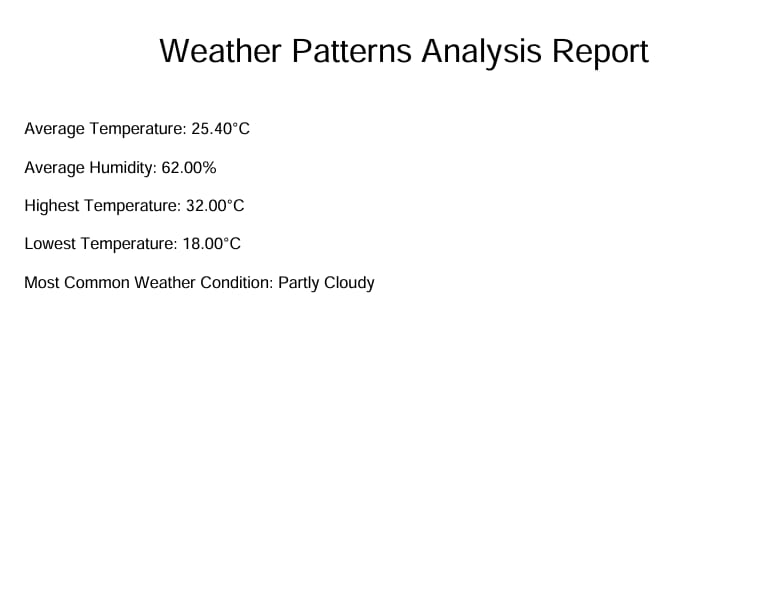 Weather Patterns Analysis Report
Average Temperature: 25.40°C
Average Humidity: 62.00%
Highest Temperature: 32.00°C
Lowest Temperature: 18.00°C
Most Common Weather Condition: Partly Cloudy